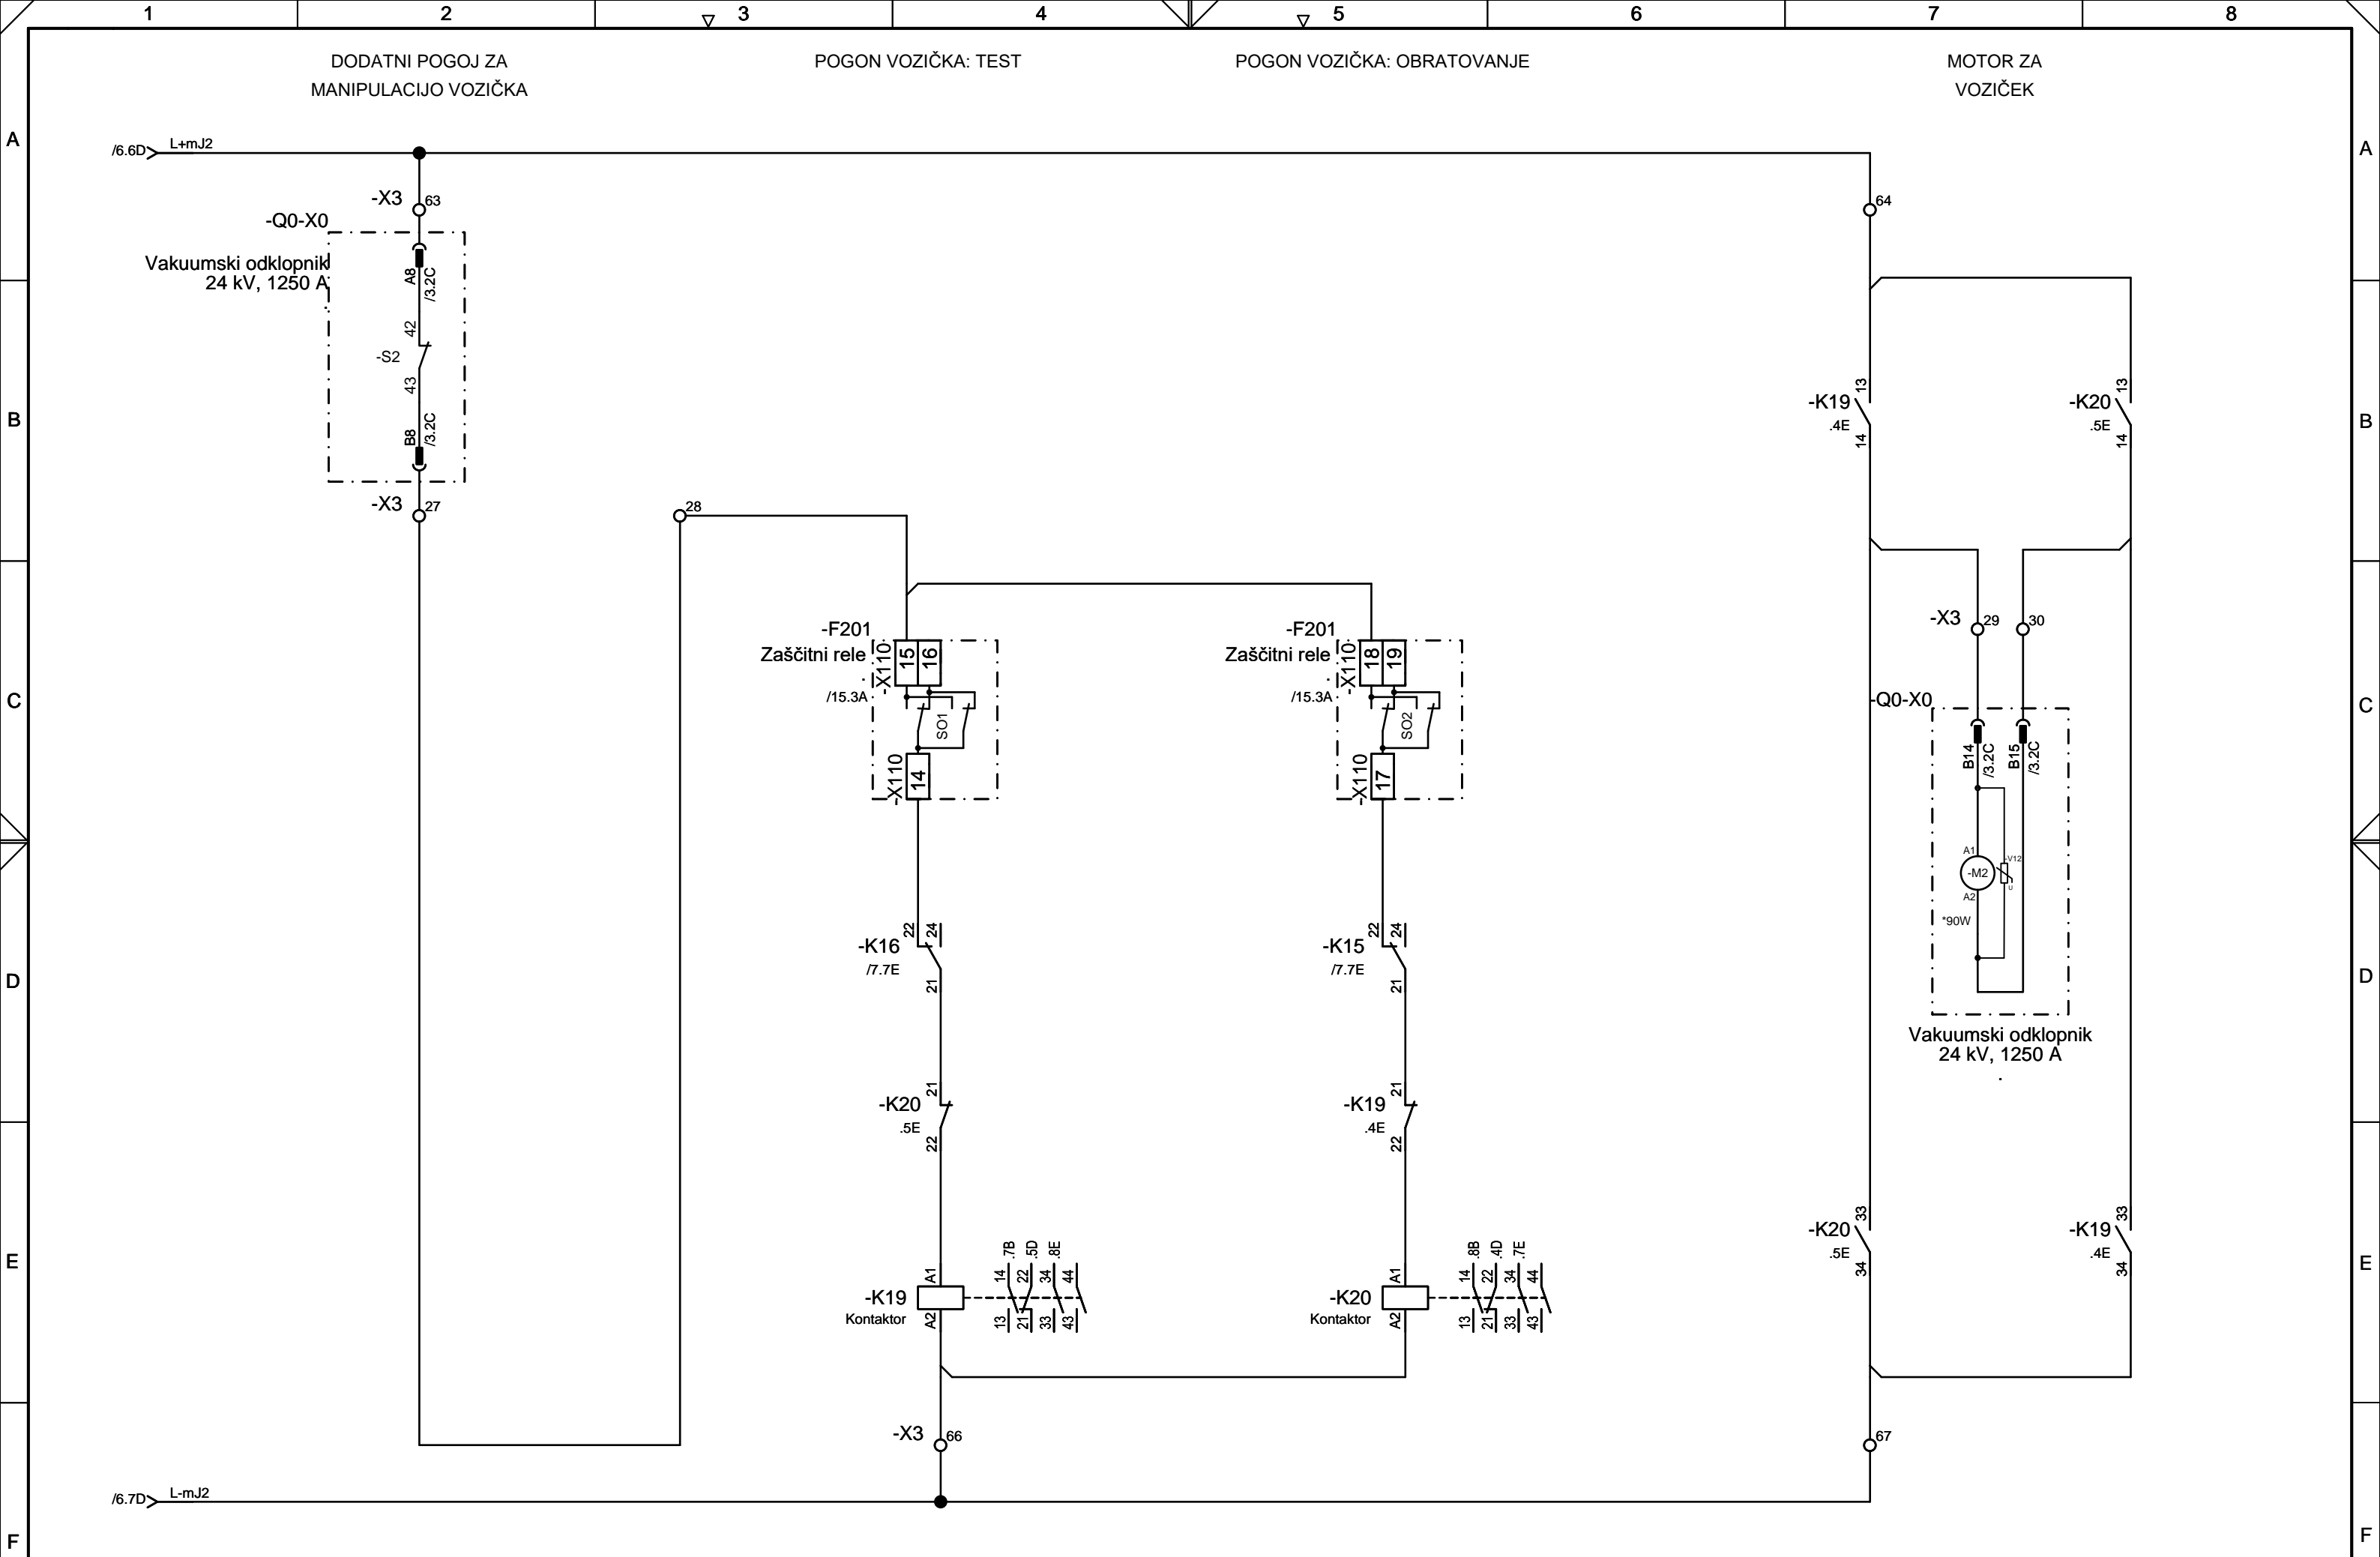 1 2 3 4 5 6 7 8
DODATNI POGOJ ZA
MANIPULACIJO VOZIČKA
POGON VOZIČKA: TEST
POGON VOZIČKA: OBRATOVANJE
MOTOR ZA
VOZIČEK
A
A
/6.6D
L+mJ2
-X3
63
64
-Q0-X0
Vakuumski odklopnik
24 kV, 1250 A
.
A8
/3.2C
42
-S2
43
B8
/3.2C
-X3
27
28
B
B
-K19
.4E
13
14
-K20
.5E
13
14
-F201
Zaščitni rele
.
/15.3A
-X110
15
16
SO1
-X110
14
-F201
Zaščitni rele
.
/15.3A
-X110
18
19
SO2
-X110
17
-X3
29
30
C
C
-Q0-X0
B14
/3.2C
B15
/3.2C
A1
-M2
A2
-V12
U
*90W
Vakuumski odklopnik
24 kV, 1250 A
.
-K16
/7.7E
22
24
21
-K15
/7.7E
22
24
21
D
D
-K20
.5E
21
22
-K19
.4E
21
22
E
E
-K20
.5E
33
34
-K19
.4E
33
34
-K19
Kontaktor
A1
A2
.7B
.5D
.8E
14
22
34
44
13
21
33
43
-K20
Kontaktor
A1
A2
.8B
.4D
.7E
14
22
34
44
13
21
33
43
-X3
66
67
/6.7D
L-mJ2
F
F